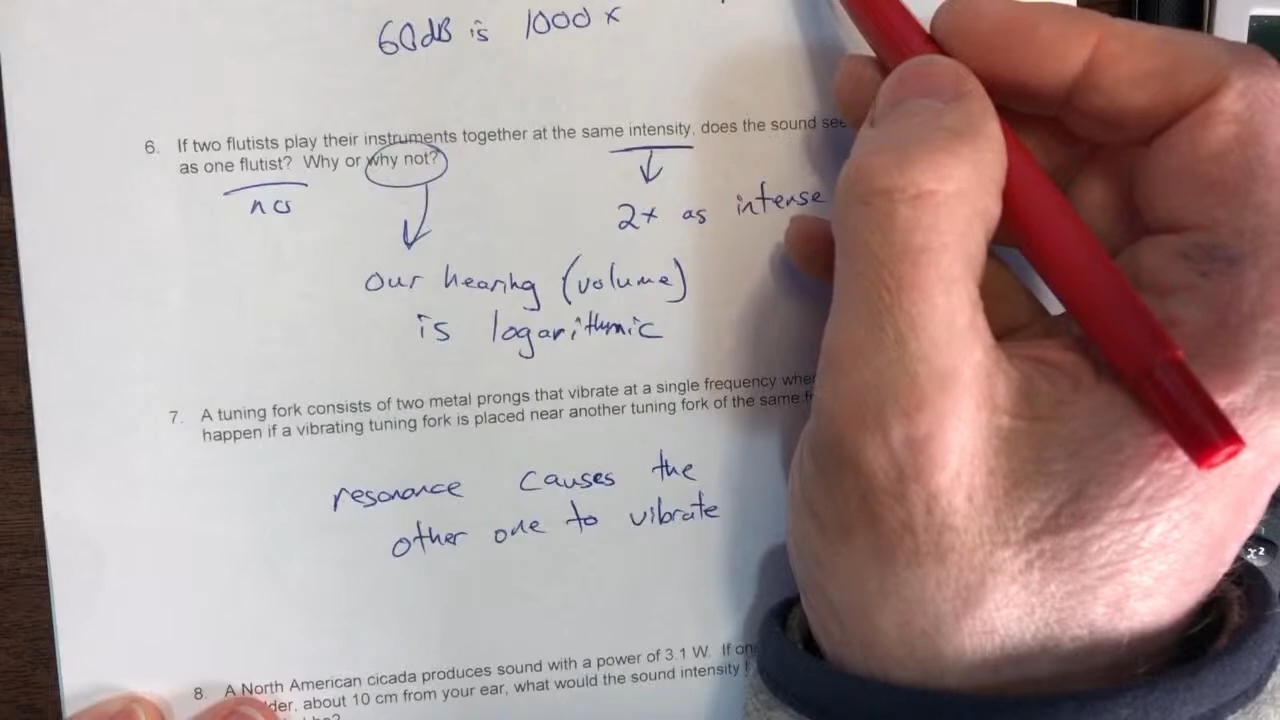 60dB is 1000x
6. If two flutists play their instruments together at the same intensity, does the sound
as one flutist? Why or why not?
no
2x as intense
our hearing (volume)
is logarithmic
7. A tuning fork consists of two metal prongs that vibrate at a single frequency
happen if a vibrating tuning fork is placed near another tuning fork of the same
resonance causes the
other one to vibrate
8. A North American cicada produces sound with a power of 3.1 W. If
about 10 cm from your ear, what would the sound intensity
x²